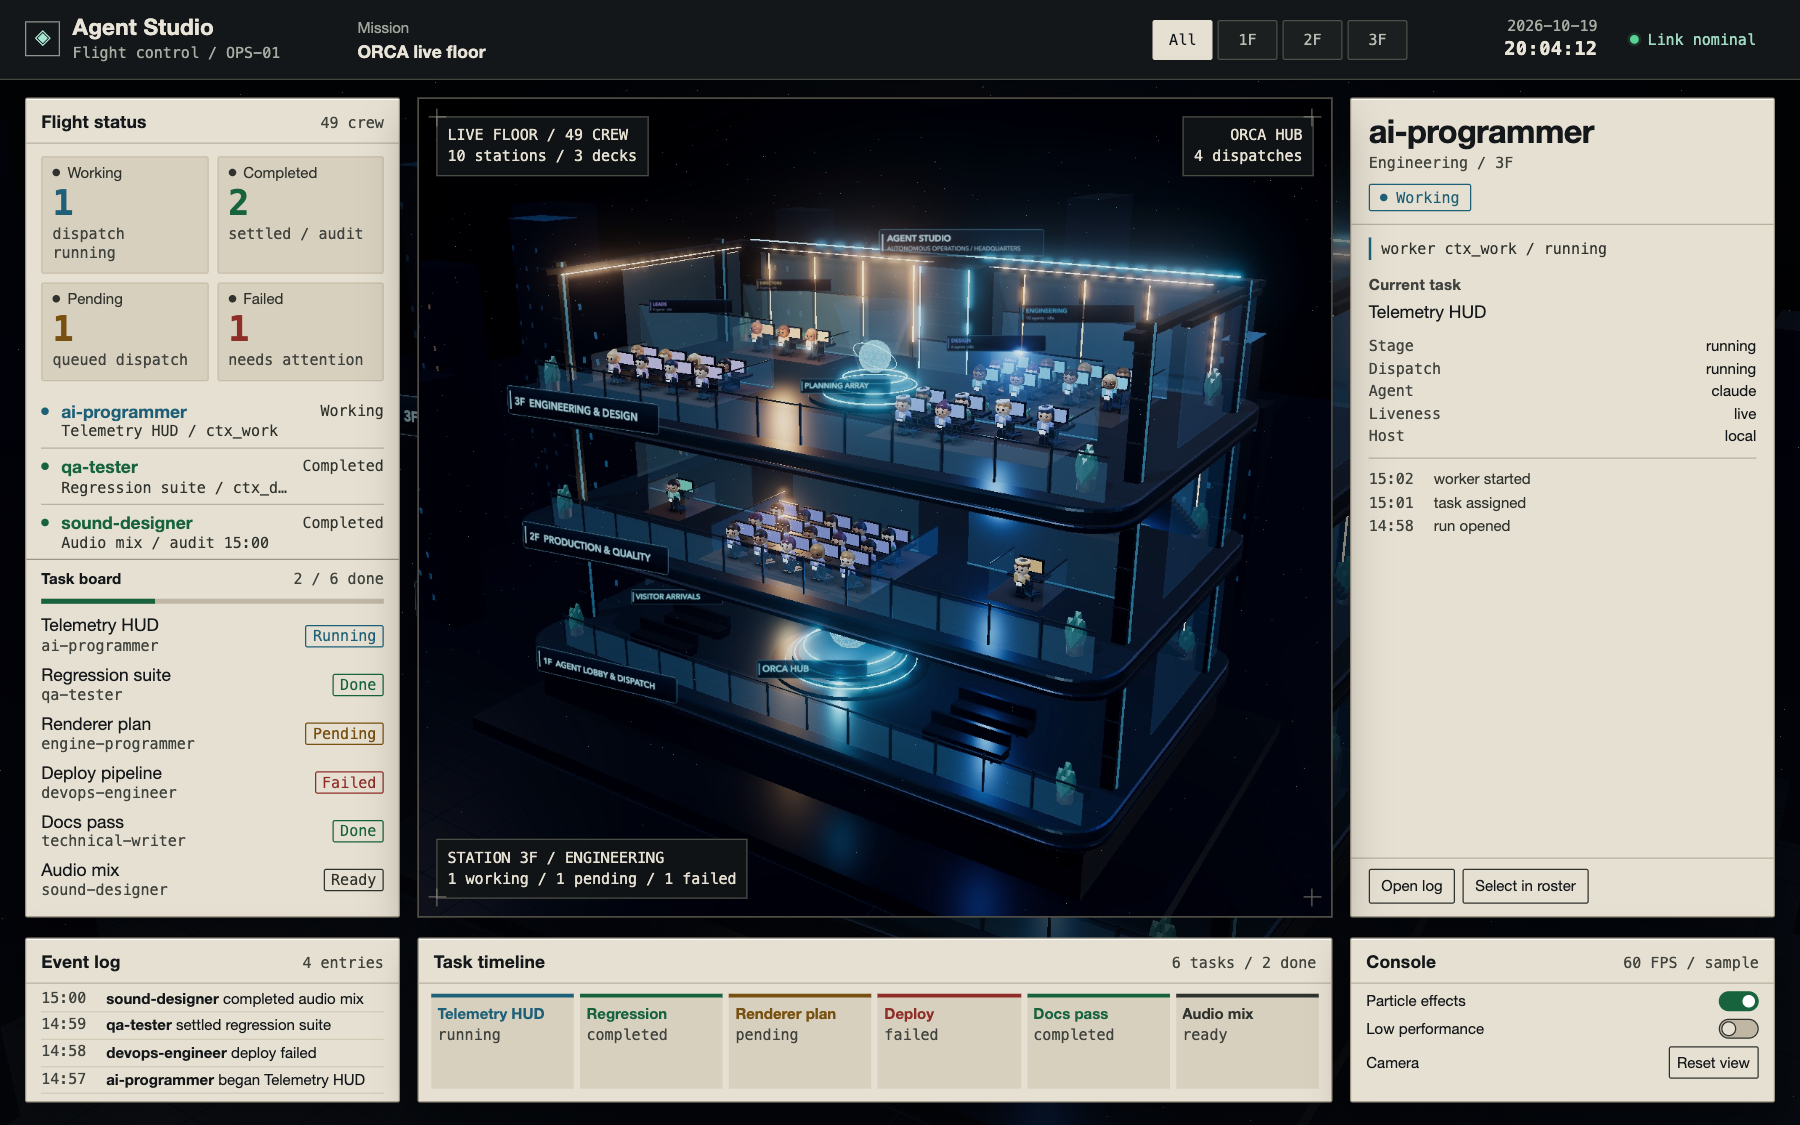 Agent Studio
Flight control / OPS-01
Mission
ORCA live floor
All
1F
2F
3F
2026-10-19
20:04:12
Link nominal
Flight status
49 crew
Working
1
dispatch
running
Completed
2
settled / audit
Pending
1
queued dispatch
Failed
1
needs attention
ai-programmer
Working
Telemetry HUD / ctx_work
qa-tester
Completed
Regression suite / ctx_d…
sound-designer
Completed
Audio mix / audit 15:00
Task board
2 / 6 done
Telemetry HUD
ai-programmer
Running
Regression suite
qa-tester
Done
Renderer plan
engine-programmer
Pending
Deploy pipeline
devops-engineer
Failed
Docs pass
technical-writer
Done
Audio mix
sound-designer
Ready
LIVE FLOOR / 49 CREW
10 stations / 3 decks
ORCA HUB
4 dispatches
AGENT STUDIO
AUTONOMOUS OPERATIONS / HEADQUARTERS
LEADS
ENGINEERING
DESIGN
PLANNING ARRAY
3F ENGINEERING & DESIGN
3F
2F PRODUCTION & QUALITY
VISITOR ARRIVALS
1F AGENT LOBBY & DISPATCH
ORCA HUB
STATION 3F / ENGINEERING
1 working / 1 pending / 1 failed
ai-programmer
Engineering / 3F
Working
worker ctx_work / running
Current task
Telemetry HUD
Stage
running
Dispatch
running
Agent
claude
Liveness
live
Host
local
15:02 worker started
15:01 task assigned
14:58 run opened
Open log
Select in roster
Event log
4 entries
15:00 sound-designer completed audio mix
14:59 qa-tester settled regression suite
14:58 devops-engineer deploy failed
14:57 ai-programmer began Telemetry HUD
Task timeline
6 tasks / 2 done
Telemetry HUD
running
Regression
completed
Renderer plan
pending
Deploy
failed
Docs pass
completed
Audio mix
ready
Console
60 FPS / sample
Particle effects
Low performance
Camera
Reset view